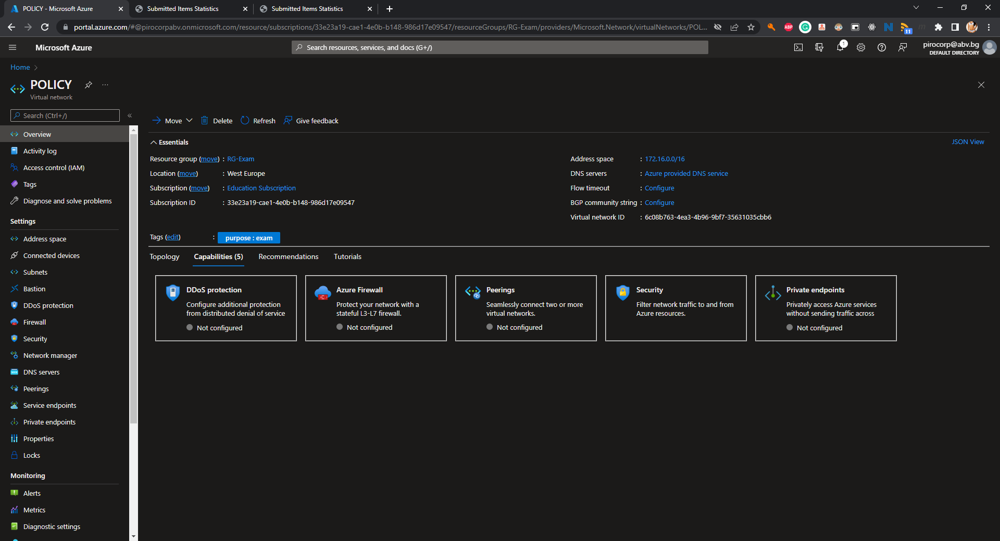 POLICY - Microsoft Azure
Submitted Items Statistics
Submitted Items Statistics
portal.azure.com/#@pirocorpabv.onmicrosoft.com/resource/subscriptions/33e23a19-cae1-4e0b-b148-986d17e09547/resourceGroups/RG-Exam/providers/Microsoft.Network/virtualNetworks/POL...
ABP
11
Microsoft Azure
Search resources, services, and docs (G+/)
1
pirocorp@abv.bg
DEFAULT DIRECTORY
Home
POLICY
Virtual network
Search (Ctrl+/)
Overview
Activity log
Access control (IAM)
Tags
Diagnose and solve problems
Settings
Address space
Connected devices
Subnets
Bastion
DDoS protection
Firewall
Security
Network manager
DNS servers
Peerings
Service endpoints
Private endpoints
Properties
Locks
Monitoring
Alerts
Metrics
Diagnostic settings
Move
Delete
Refresh
Give feedback
Essentials
JSON View
Resource group (move) : RG-Exam
Location (move) : West Europe
Subscription (move) : Education Subscription
Subscription ID : 33e23a19-cae1-4e0b-b148-986d17e09547
Address space : 172.16.0.0/16
DNS servers : Azure provided DNS service
Flow timeout : Configure
BGP community string : Configure
Virtual network ID : 6c08b763-4ea3-4b96-9bf7-35631035cbb6
Tags (edit) : purpose : exam
Topology
Capabilities (5)
Recommendations
Tutorials
DDoS protection
Configure additional protection
from distributed denial of service
Not configured
Azure Firewall
Protect your network with a
stateful L3-L7 firewall.
Not configured
Peerings
Seamlessly connect two or more
virtual networks.
Not configured
Security
Filter network traffic to and from
Azure resources.
Private endpoints
Privately access Azure services
without sending traffic across
Not configured